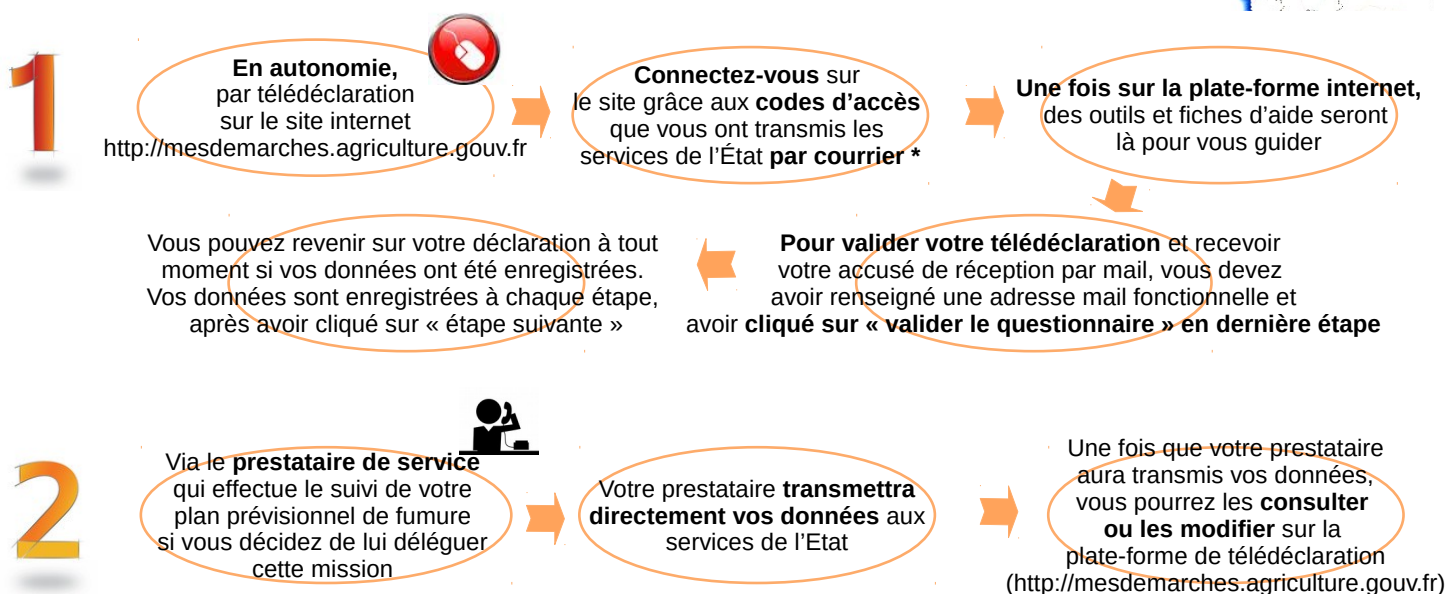 1
En autonomie,
par télédéclaration
sur le site internet
http://mesdemarches.agriculture.gouv.fr
Connectez-vous sur
le site grâce aux codes d’accès
que vous ont transmis les
services de l’État par courrier *
Une fois sur la plate-forme internet,
des outils et fiches d’aide seront
là pour vous guider
Pour valider votre télédéclaration et recevoir
votre accusé de réception par mail, vous devez
avoir renseigné une adresse mail fonctionnelle et
avoir cliqué sur « valider le questionnaire » en dernière étape
Vous pouvez revenir sur votre déclaration à tout
moment si vos données ont été enregistrées.
Vos données sont enregistrées à chaque étape,
après avoir cliqué sur « étape suivante »
2
Via le prestataire de service
qui effectue le suivi de votre
plan prévisionnel de fumure
si vous décidez de lui déléguer
cette mission
Votre prestataire transmettra
directement vos données aux
services de l’Etat
Une fois que votre prestataire
aura transmis vos données,
vous pourrez les consulter
ou les modifier sur la
plate-forme de télédéclaration
(http://mesdemarches.agriculture.gouv.fr)